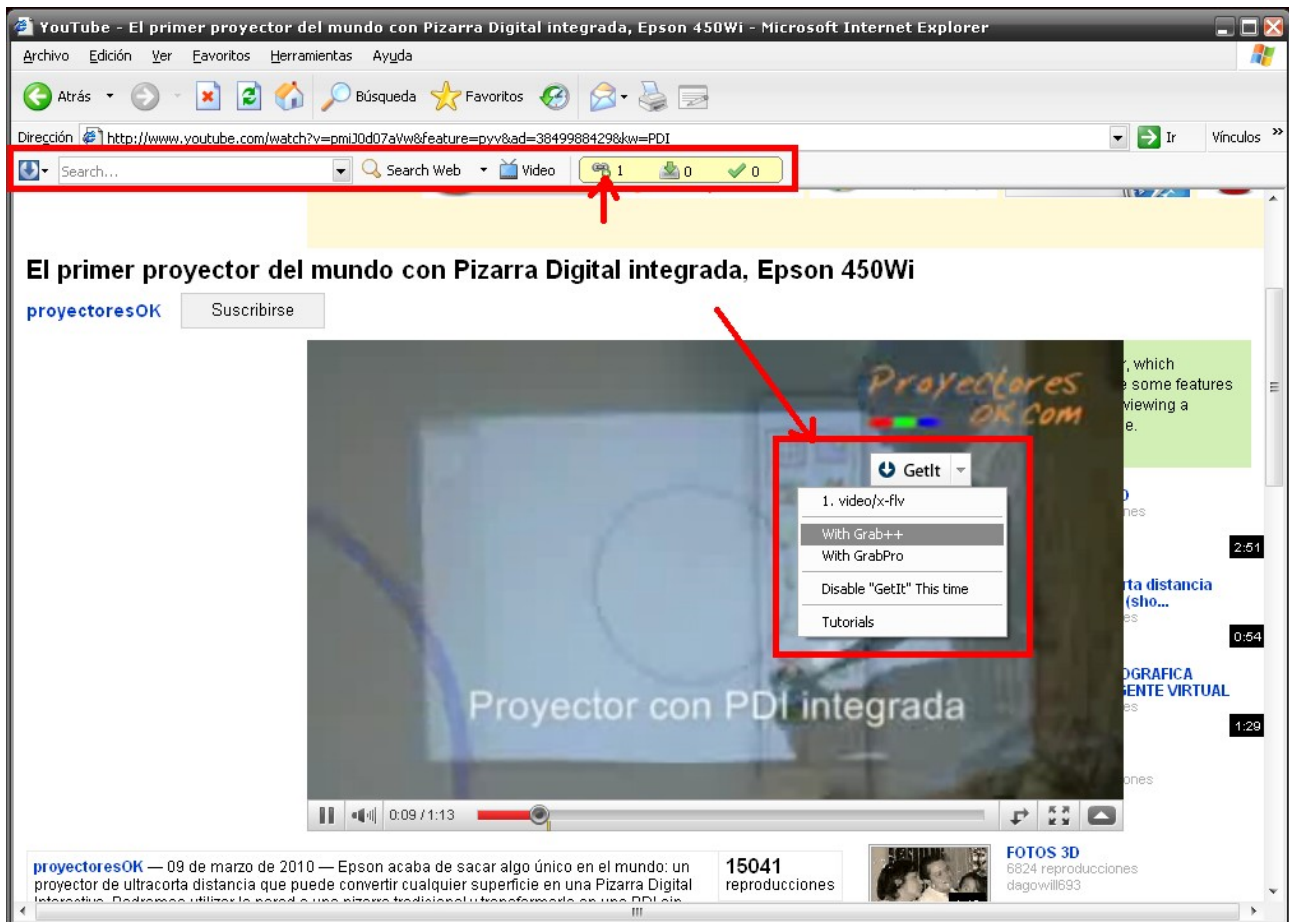 YouTube - El primer proyector del mundo con Pizarra Digital integrada, Epson 450Wi - Microsoft Internet Explorer
Archivo Edición Ver Favoritos Herramientas Ayuda
Atrás Búsqueda Favoritos
Dirección http://www.youtube.com/watch?v=pmiJ0d07aVw&feature=pyv&ad=3849988429&kw=PDI Ir Vínculos »
Search... Search Web Video 1 0 0
El primer proyector del mundo con Pizarra Digital integrada, Epson 450Wi
proyectoresOK Suscribirse
Proyectores
OK.Com
, which
some features
viewing a
e.
GetIt
1. video/x-flv
With Grab++
With GrabPro
Disable "GetIt" This time
Tutorials
nes
2:51
rta distancia
(sho...
es
0:54
OGRAFICA
GENTE VIRTUAL
es
1:29
ones
Proyector con PDI integrada
0:09 / 1:13
proyectoresOK — 09 de marzo de 2010 — Epson acaba de sacar algo único en el mundo: un
proyector de ultracorta distancia que puede convertir cualquier superficie en una Pizarra Digital
15041
reproducciones
FOTOS 3D
6824 reproducciones
dagowill693